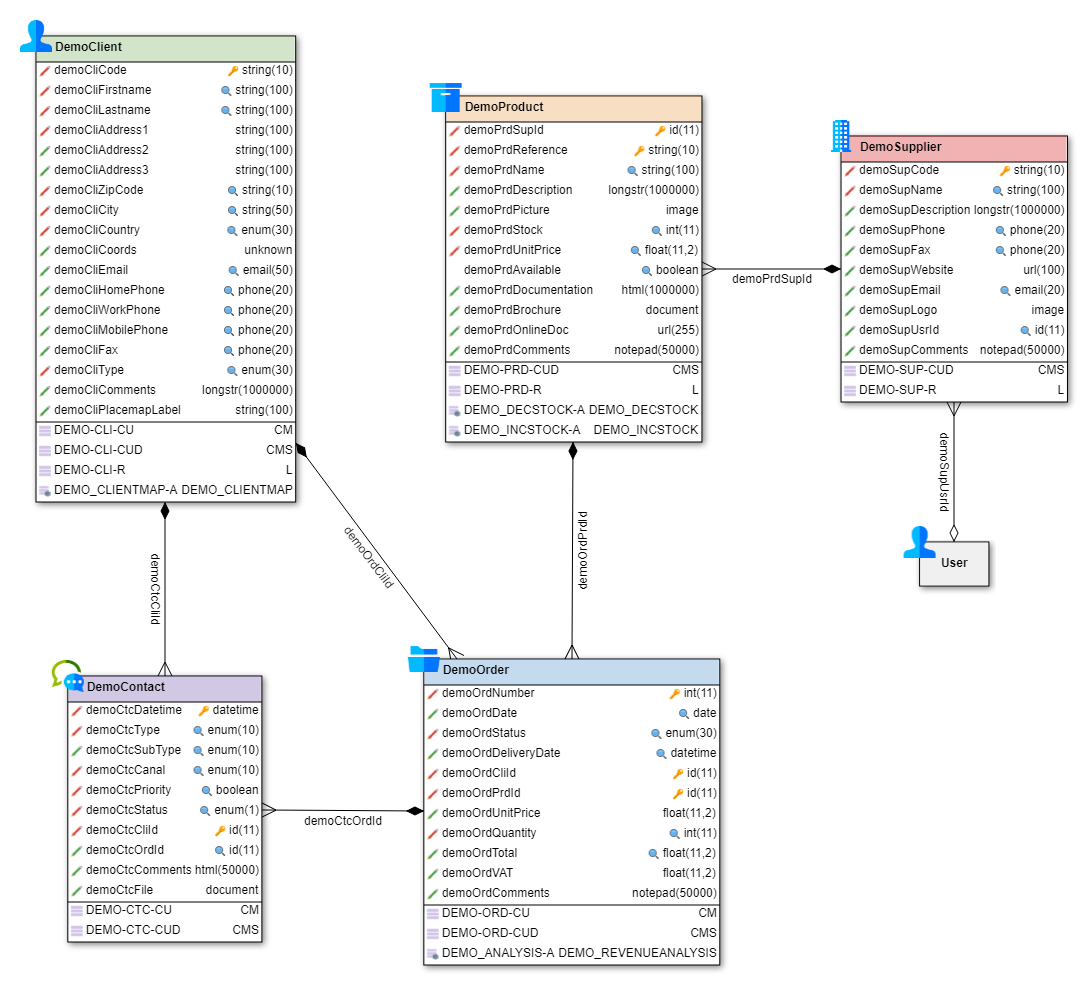 DemoClient
demoCliCode string(10)
demoCliFirstname string(100)
demoCliLastname string(100)
demoCliAddress1 string(100)
demoCliAddress2 string(100)
demoCliAddress3 string(100)
demoCliZipCode string(10)
demoCliCity string(50)
demoCliCountry enum(30)
demoCliCoords unknown
demoCliEmail email(50)
demoCliHomePhone phone(20)
demoCliWorkPhone phone(20)
demoCliMobilePhone phone(20)
demoCliFax phone(20)
demoCliType enum(30)
demoCliComments longstr(1000000)
demoCliPlacemapLabel string(100)
DEMO-CLI-CU CM
DEMO-CLI-CUD CMS
DEMO-CLI-R L
DEMO_CLIENTMAP-A DEMO_CLIENTMAP
DemoProduct
demoPrdSupId id(11)
demoPrdReference string(10)
demoPrdName string(100)
demoPrdDescription longstr(1000000)
demoPrdPicture image
demoPrdStock int(11)
demoPrdUnitPrice float(11,2)
demoPrdAvailable boolean
demoPrdDocumentation html(1000000)
demoPrdBrochure document
demoPrdOnlineDoc url(255)
demoPrdComments notepad(50000)
DEMO-PRD-CUD CMS
DEMO-PRD-R L
DEMO_DECSTOCK-A DEMO_DECSTOCK
DEMO_INCSTOCK-A DEMO_INCSTOCK
demoPrdSupId
DemoSupplier
demoSupCode string(10)
demoSupName string(100)
demoSupDescription longstr(1000000)
demoSupPhone phone(20)
demoSupFax phone(20)
demoSupWebsite url(100)
demoSupEmail email(20)
demoSupLogo image
demoSupUsrId id(11)
demoSupComments notepad(50000)
DEMO-SUP-CUD CMS
DEMO-SUP-R L
demoSupUsrId
User
demoCtcCliId
demoOrdCliId
demoOrdPrdId
DemoContact
demoCtcDatetime datetime
demoCtcType enum(10)
demoCtcSubType enum(10)
demoCtcCanal enum(10)
demoCtcPriority boolean
demoCtcStatus enum(1)
demoCtcCliId id(11)
demoCtcOrdId id(11)
demoCtcComments html(50000)
demoCtcFile document
DEMO-CTC-CU CM
DEMO-CTC-CUD CMS
demoCtcOrdId
DemoOrder
demoOrdNumber int(11)
demoOrdDate date
demoOrdStatus enum(30)
demoOrdDeliveryDate datetime
demoOrdCliId id(11)
demoOrdPrdId id(11)
demoOrdUnitPrice float(11,2)
demoOrdQuantity int(11)
demoOrdTotal float(11,2)
demoOrdVAT float(11,2)
demoOrdComments notepad(50000)
DEMO-ORD-CU CM
DEMO-ORD-CUD CMS
DEMO_ANALYSIS-A DEMO_REVENUEANALYSIS